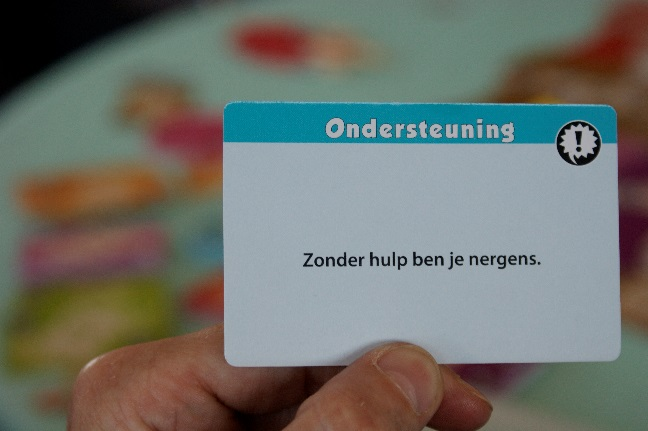 Ondersteuning
!
Zonder hulp ben je nergens.